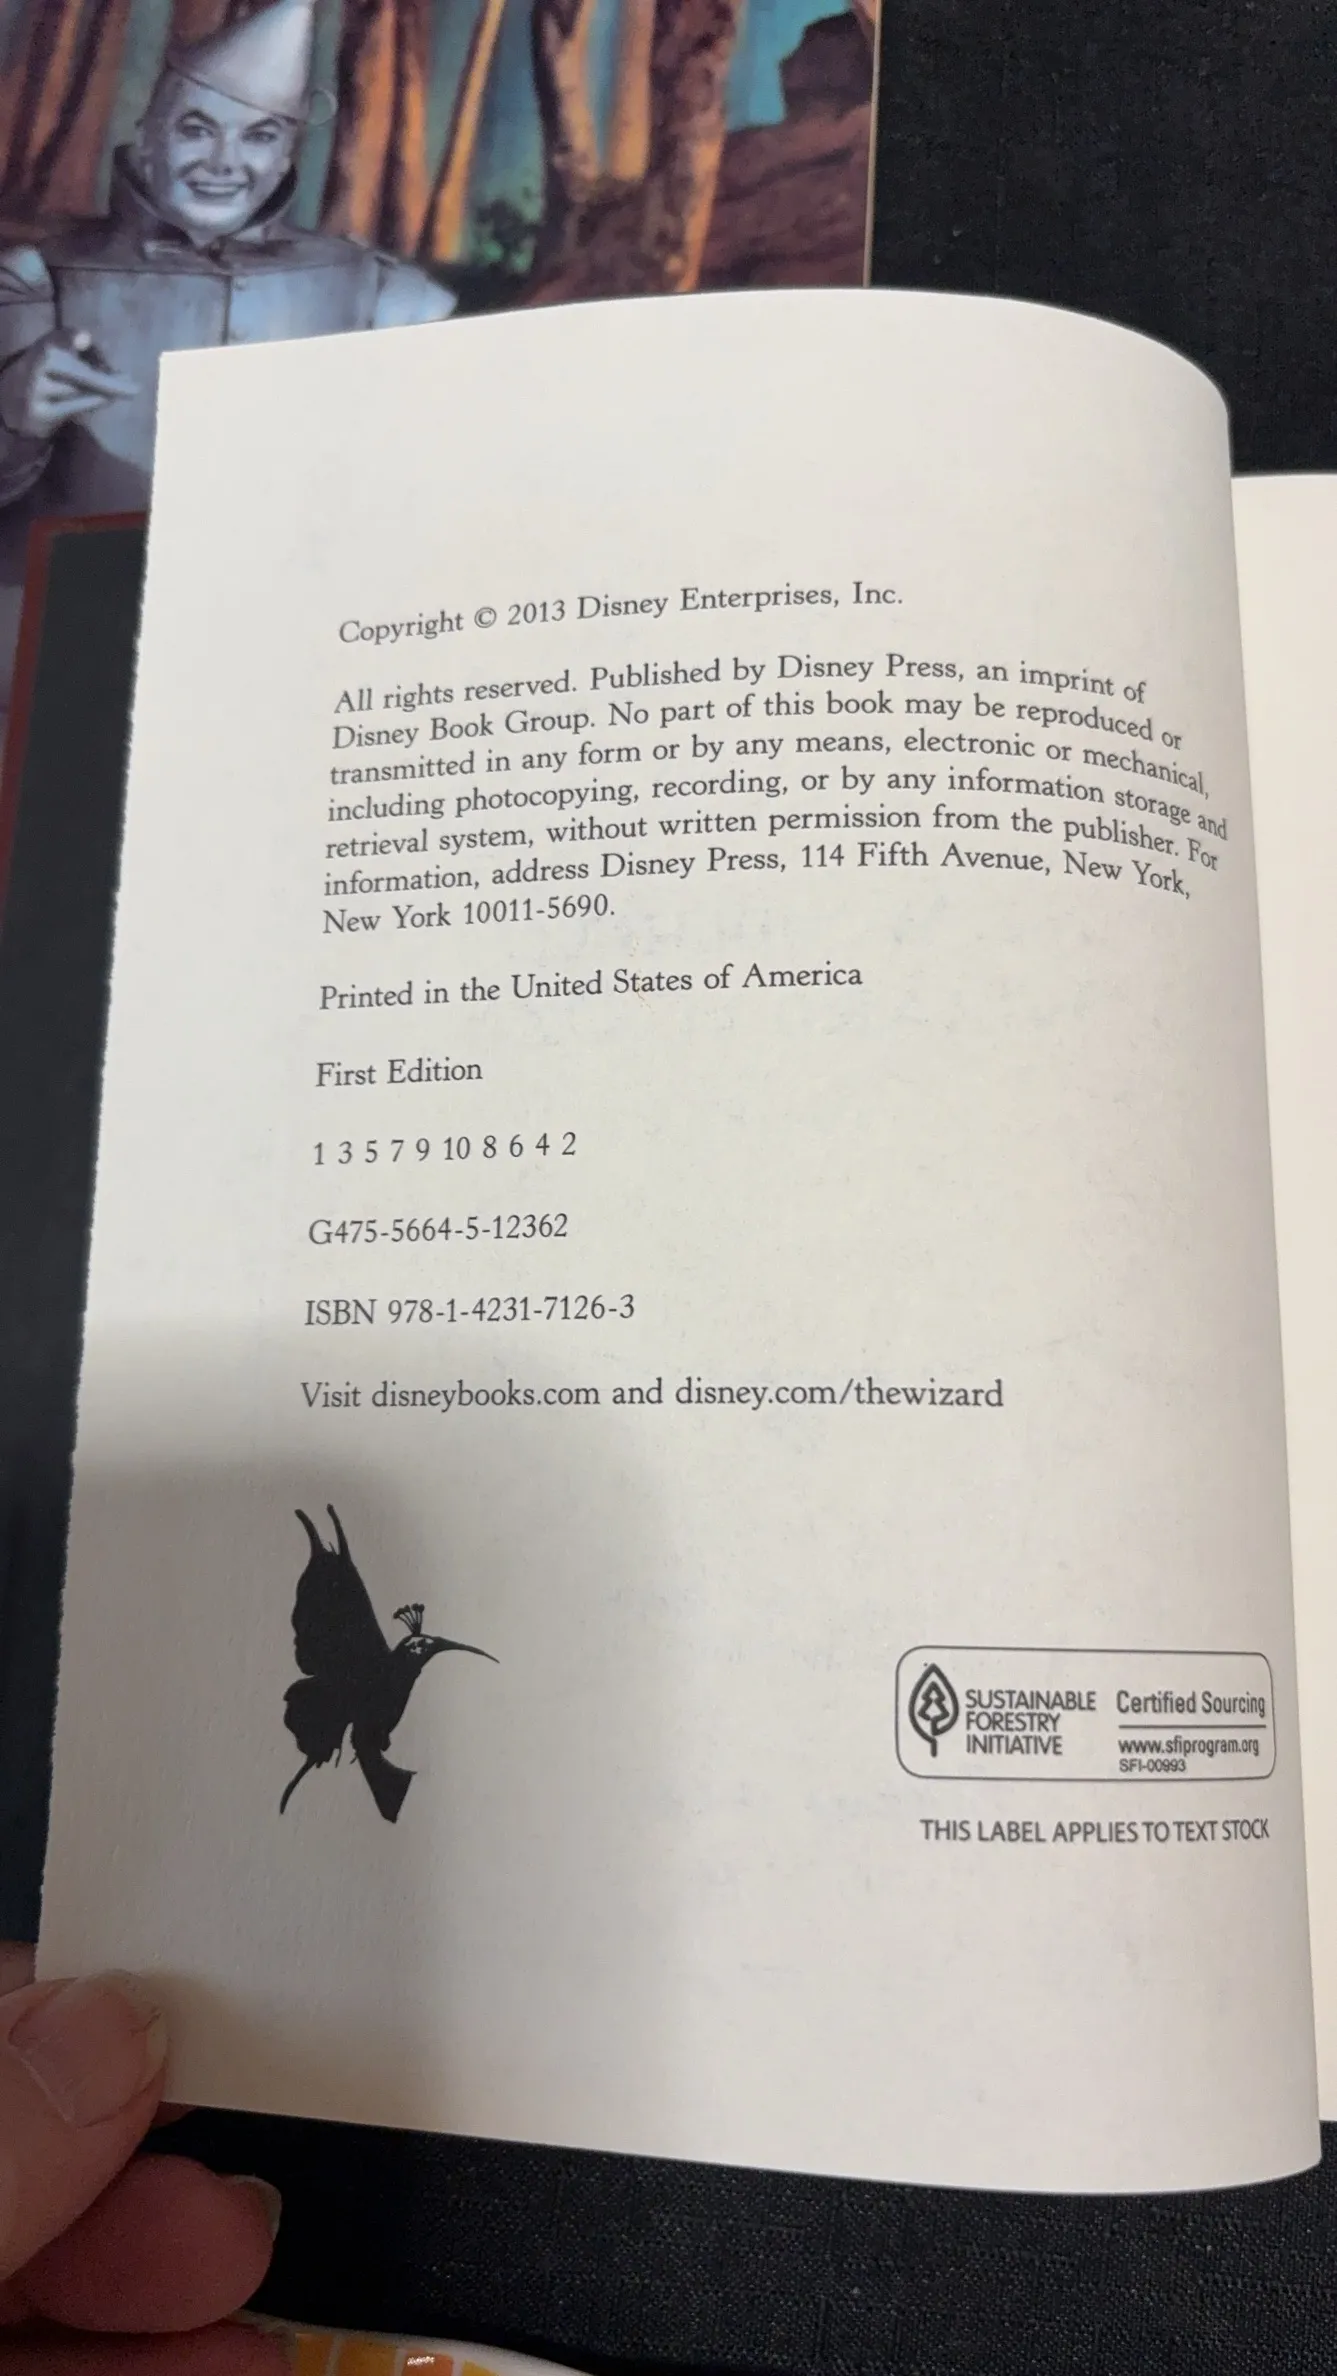 Copyright © 2013 Disney Enterprises, Inc.
All rights reserved. Published by Disney Press, an imprint of
Disney Book Group. No part of this book may be reproduced or
transmitted in any form or by any means, electronic or mechanical,
including photocopying, recording, or by any information storage and
retrieval system, without written permission from the publisher. For
information, address Disney Press, 114 Fifth Avenue, New York,
New York 10011-5690.
Printed in the United States of America
First Edition
1 3 5 7 9 10 8 6 4 2
G475-5664-5-12362
ISBN 978-1-4231-7126-3
Visit disneybooks.com and disney.com/thewizard
SUSTAINABLE
FORESTRY
INITIATIVE
Certified Sourcing
www.sfiprogram.org
SFI-00993
THIS LABEL APPLIES TO TEXT STOCK